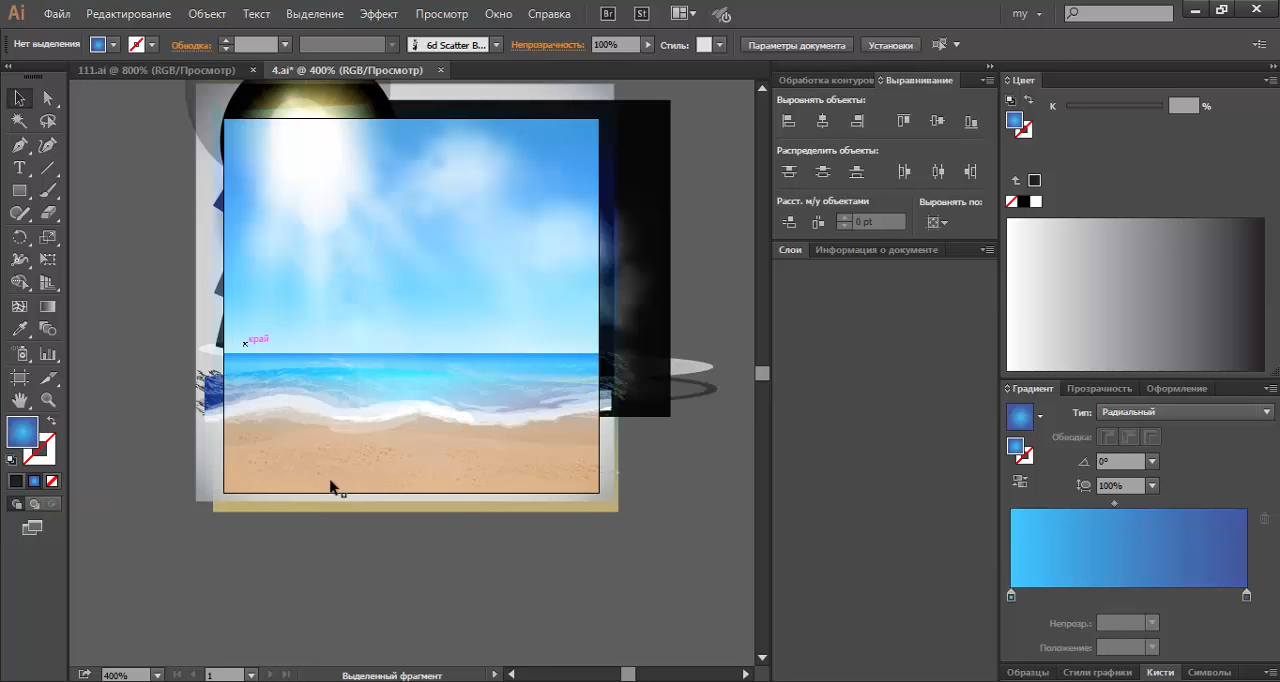 Ai Файл Редактирование Объект Текст Выделение Эффект Просмотр Окно Справка Br St my
Нет выделения Обводка: 6d Scatter B... Непрозрачность: 100% Стиль: Параметры документа Установки
111.ai @ 800% (RGB/Просмотр) × 4.ai* @ 400% (RGB/Просмотр) ×
Обработка контуров Выравнивание
Выровнять объекты:
Распределить объекты:
Расст. м/у объектами Выровнять по:
0 pt
Слои Информация о документе
Цвет
K %
край
Градиент Прозрачность Оформление
Тип: Радиальный
Обводка:
0°
100%
Непрозр.:
Положение:
Образцы Стили графики Кисти Символы
400% 1 Выделенный фрагмент